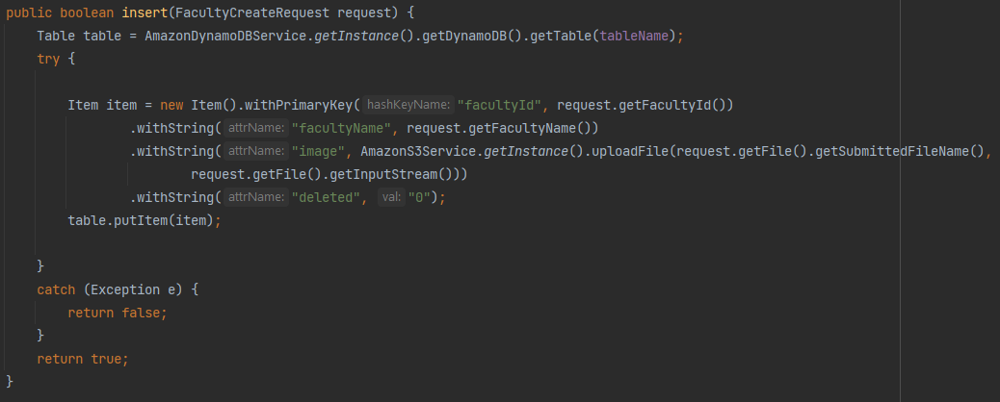 public boolean insert(FacultyCreateRequest request) {
Table table = AmazonDynamoDBService.getInstance().getDynamoDB().getTable(tableName);
try {
Item item = new Item().withPrimaryKey( hashKeyName: "facultyId", request.getFacultyId())
.withString( attrName: "facultyName", request.getFacultyName())
.withString( attrName: "image", AmazonS3Service.getInstance().uploadFile(request.getFile().getSubmittedFileName(),
request.getFile().getInputStream()))
.withString( attrName: "deleted", val: "0");
table.putItem(item);
}
catch (Exception e) {
return false;
}
return true;
}